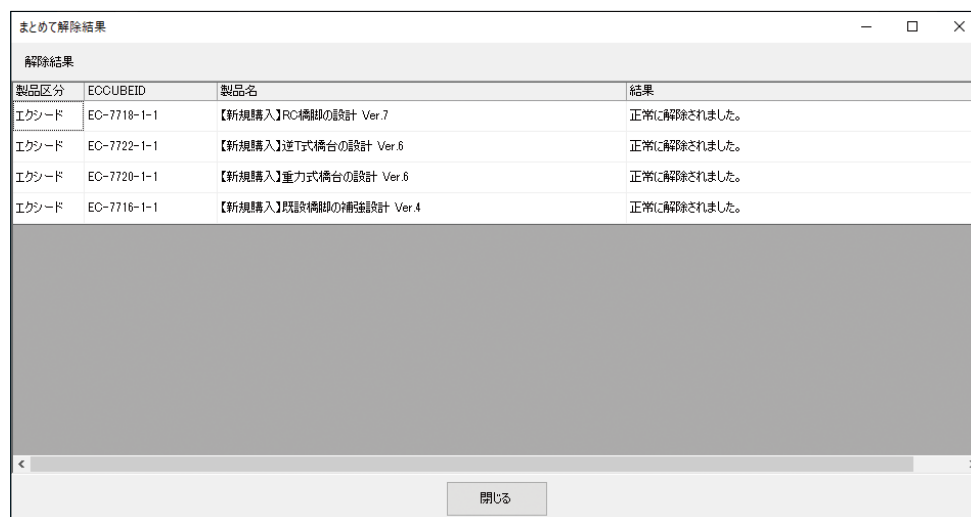 まとめて解除結果
解除結果
製品区分 ECCUBEID 製品名 結果
エクシード EC-7718-1-1 【新規購入】RC橋脚の設計 Ver.7 正常に解除されました。
エクシード EC-7722-1-1 【新規購入】逆T式橋台の設計 Ver.6 正常に解除されました。
エクシード EC-7720-1-1 【新規購入】重力式橋台の設計 Ver.6 正常に解除されました。
エクシード EC-7716-1-1 【新規購入】既設橋脚の補強設計 Ver.4 正常に解除されました。
閉じる